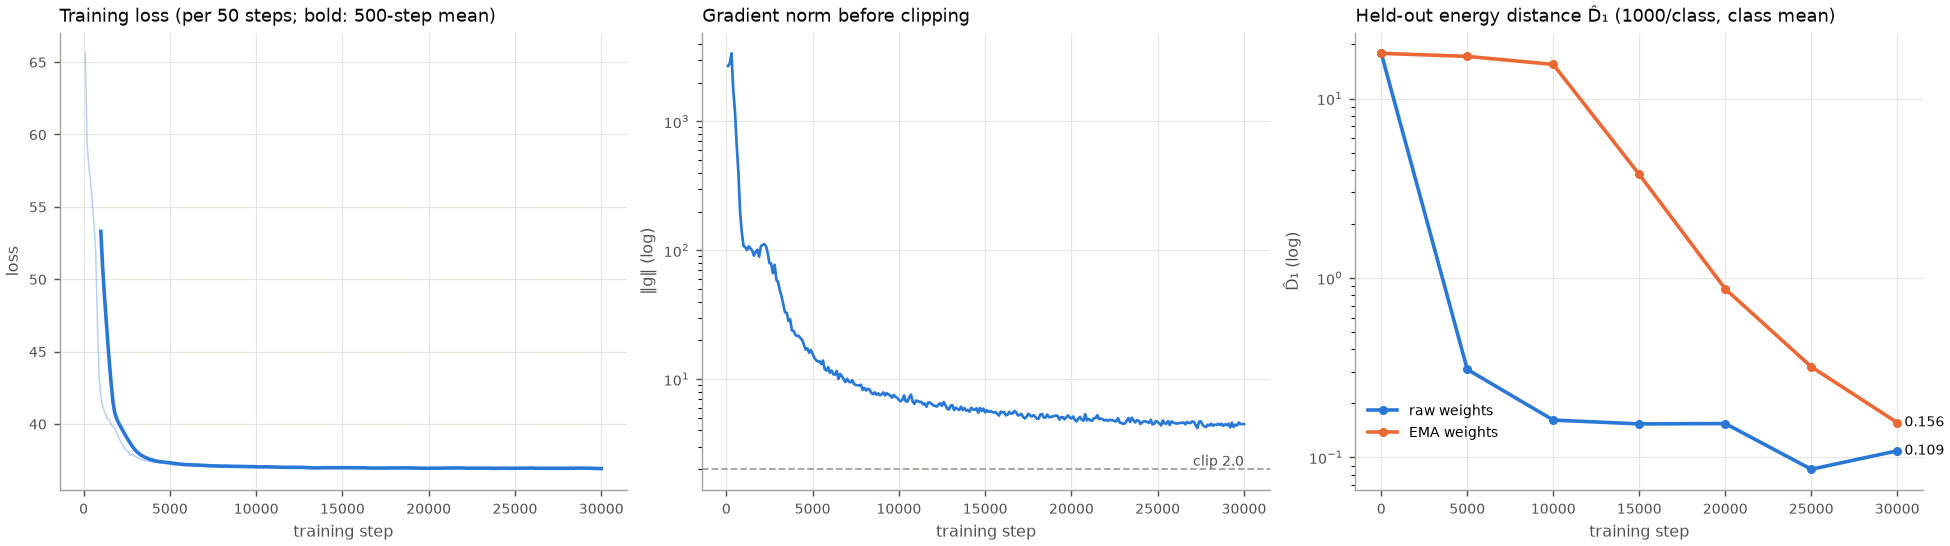 Training loss (per 50 steps; bold: 500-step mean)
65
60
55
50
45
40
loss
0 5000 10000 15000 20000 25000 30000
training step
Gradient norm before clipping
10³
10²
10¹
‖g‖ (log)
clip 2.0
0 5000 10000 15000 20000 25000 30000
training step
Held-out energy distance D̂₁ (1000/class, class mean)
10¹
10⁰
10⁻¹
D̂₁ (log)
raw weights
EMA weights
0.156
0.109
0 5000 10000 15000 20000 25000 30000
training step